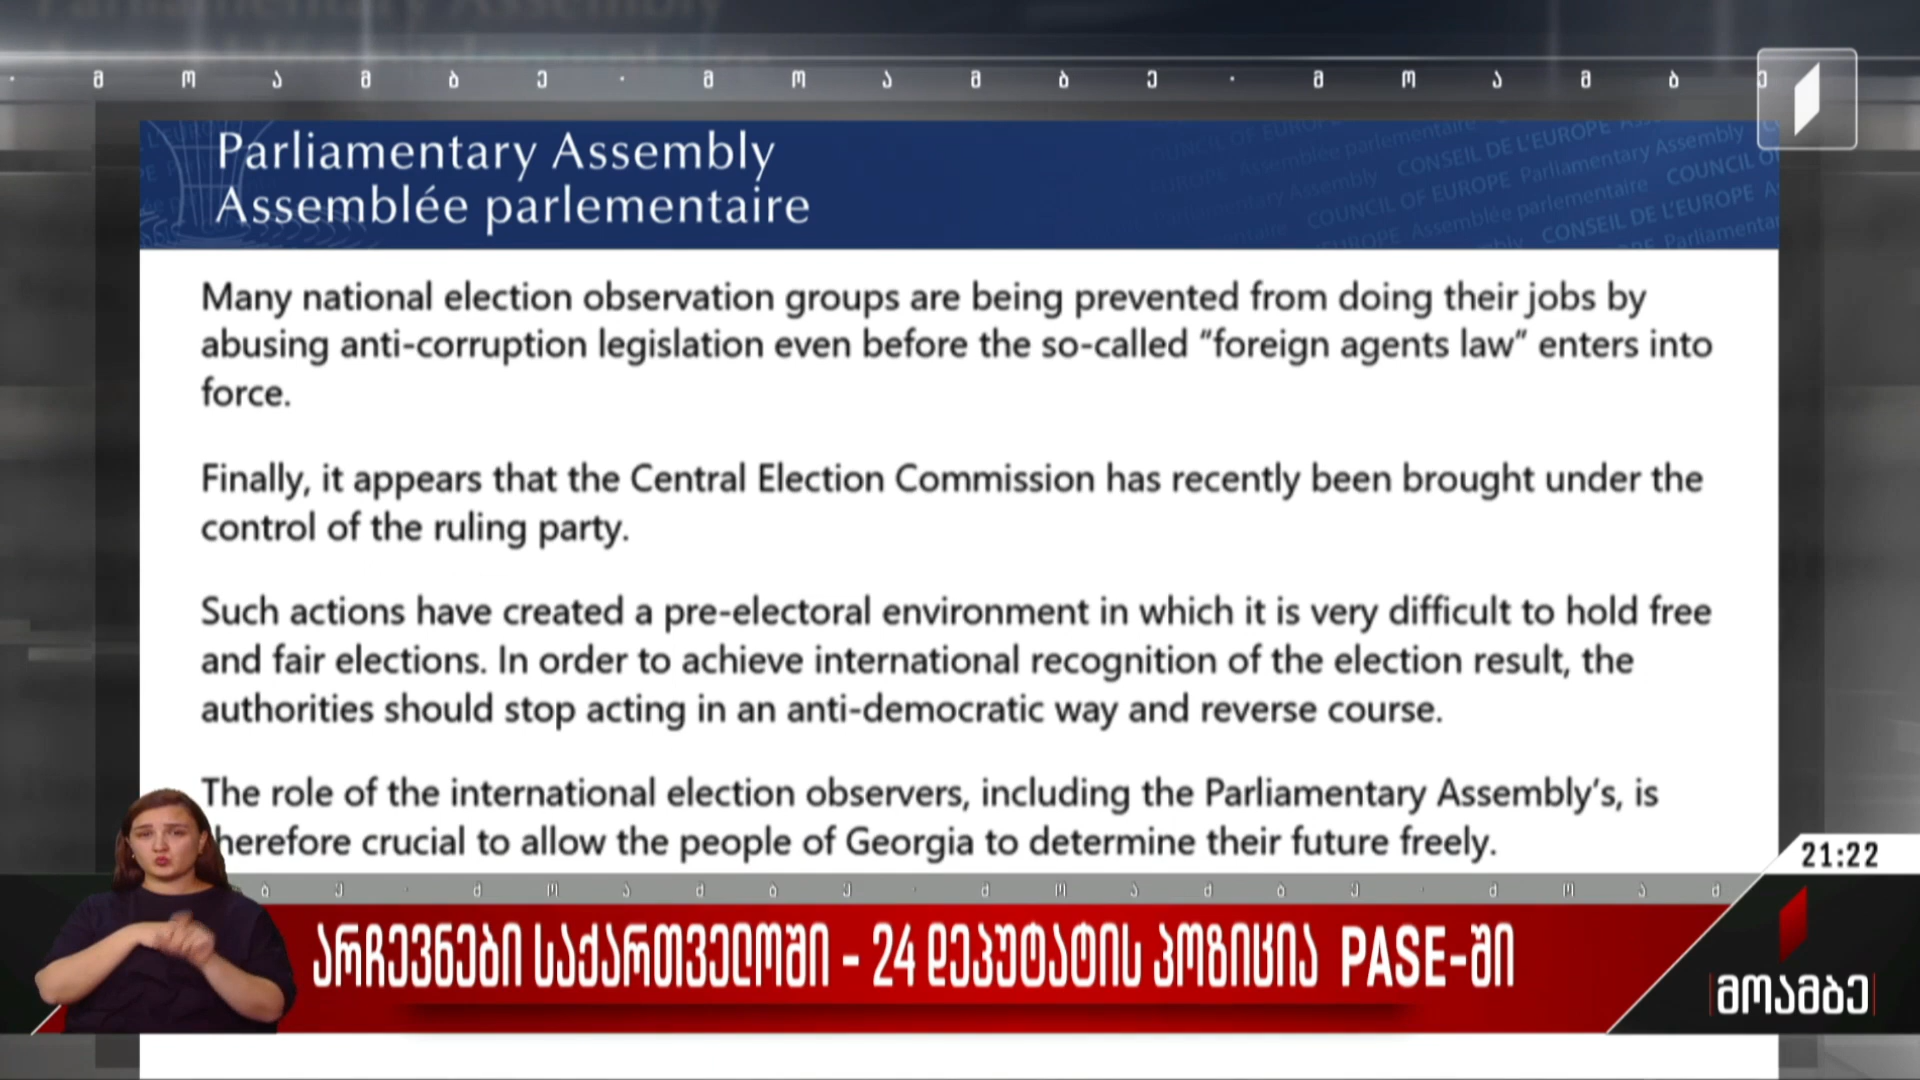 · მ ო ა მ ბ ე · მ ო ა მ ბ ე · მ ო ა მ ბ ე
Parliamentary Assembly
Assemblée parlementaire
Many national election observation groups are being prevented from doing their jobs by
abusing anti-corruption legislation even before the so-called “foreign agents law” enters into
force.
Finally, it appears that the Central Election Commission has recently been brought under the
control of the ruling party.
Such actions have created a pre-electoral environment in which it is very difficult to hold free
and fair elections. In order to achieve international recognition of the election result, the
authorities should stop acting in an anti-democratic way and reverse course.
The role of the international election observers, including the Parliamentary Assembly’s, is
herefore crucial to allow the people of Georgia to determine their future freely.
21:22
არჩევნები საქართველოში - 24 დეპუტატის პოზიცია PASE-ში
მოამბე